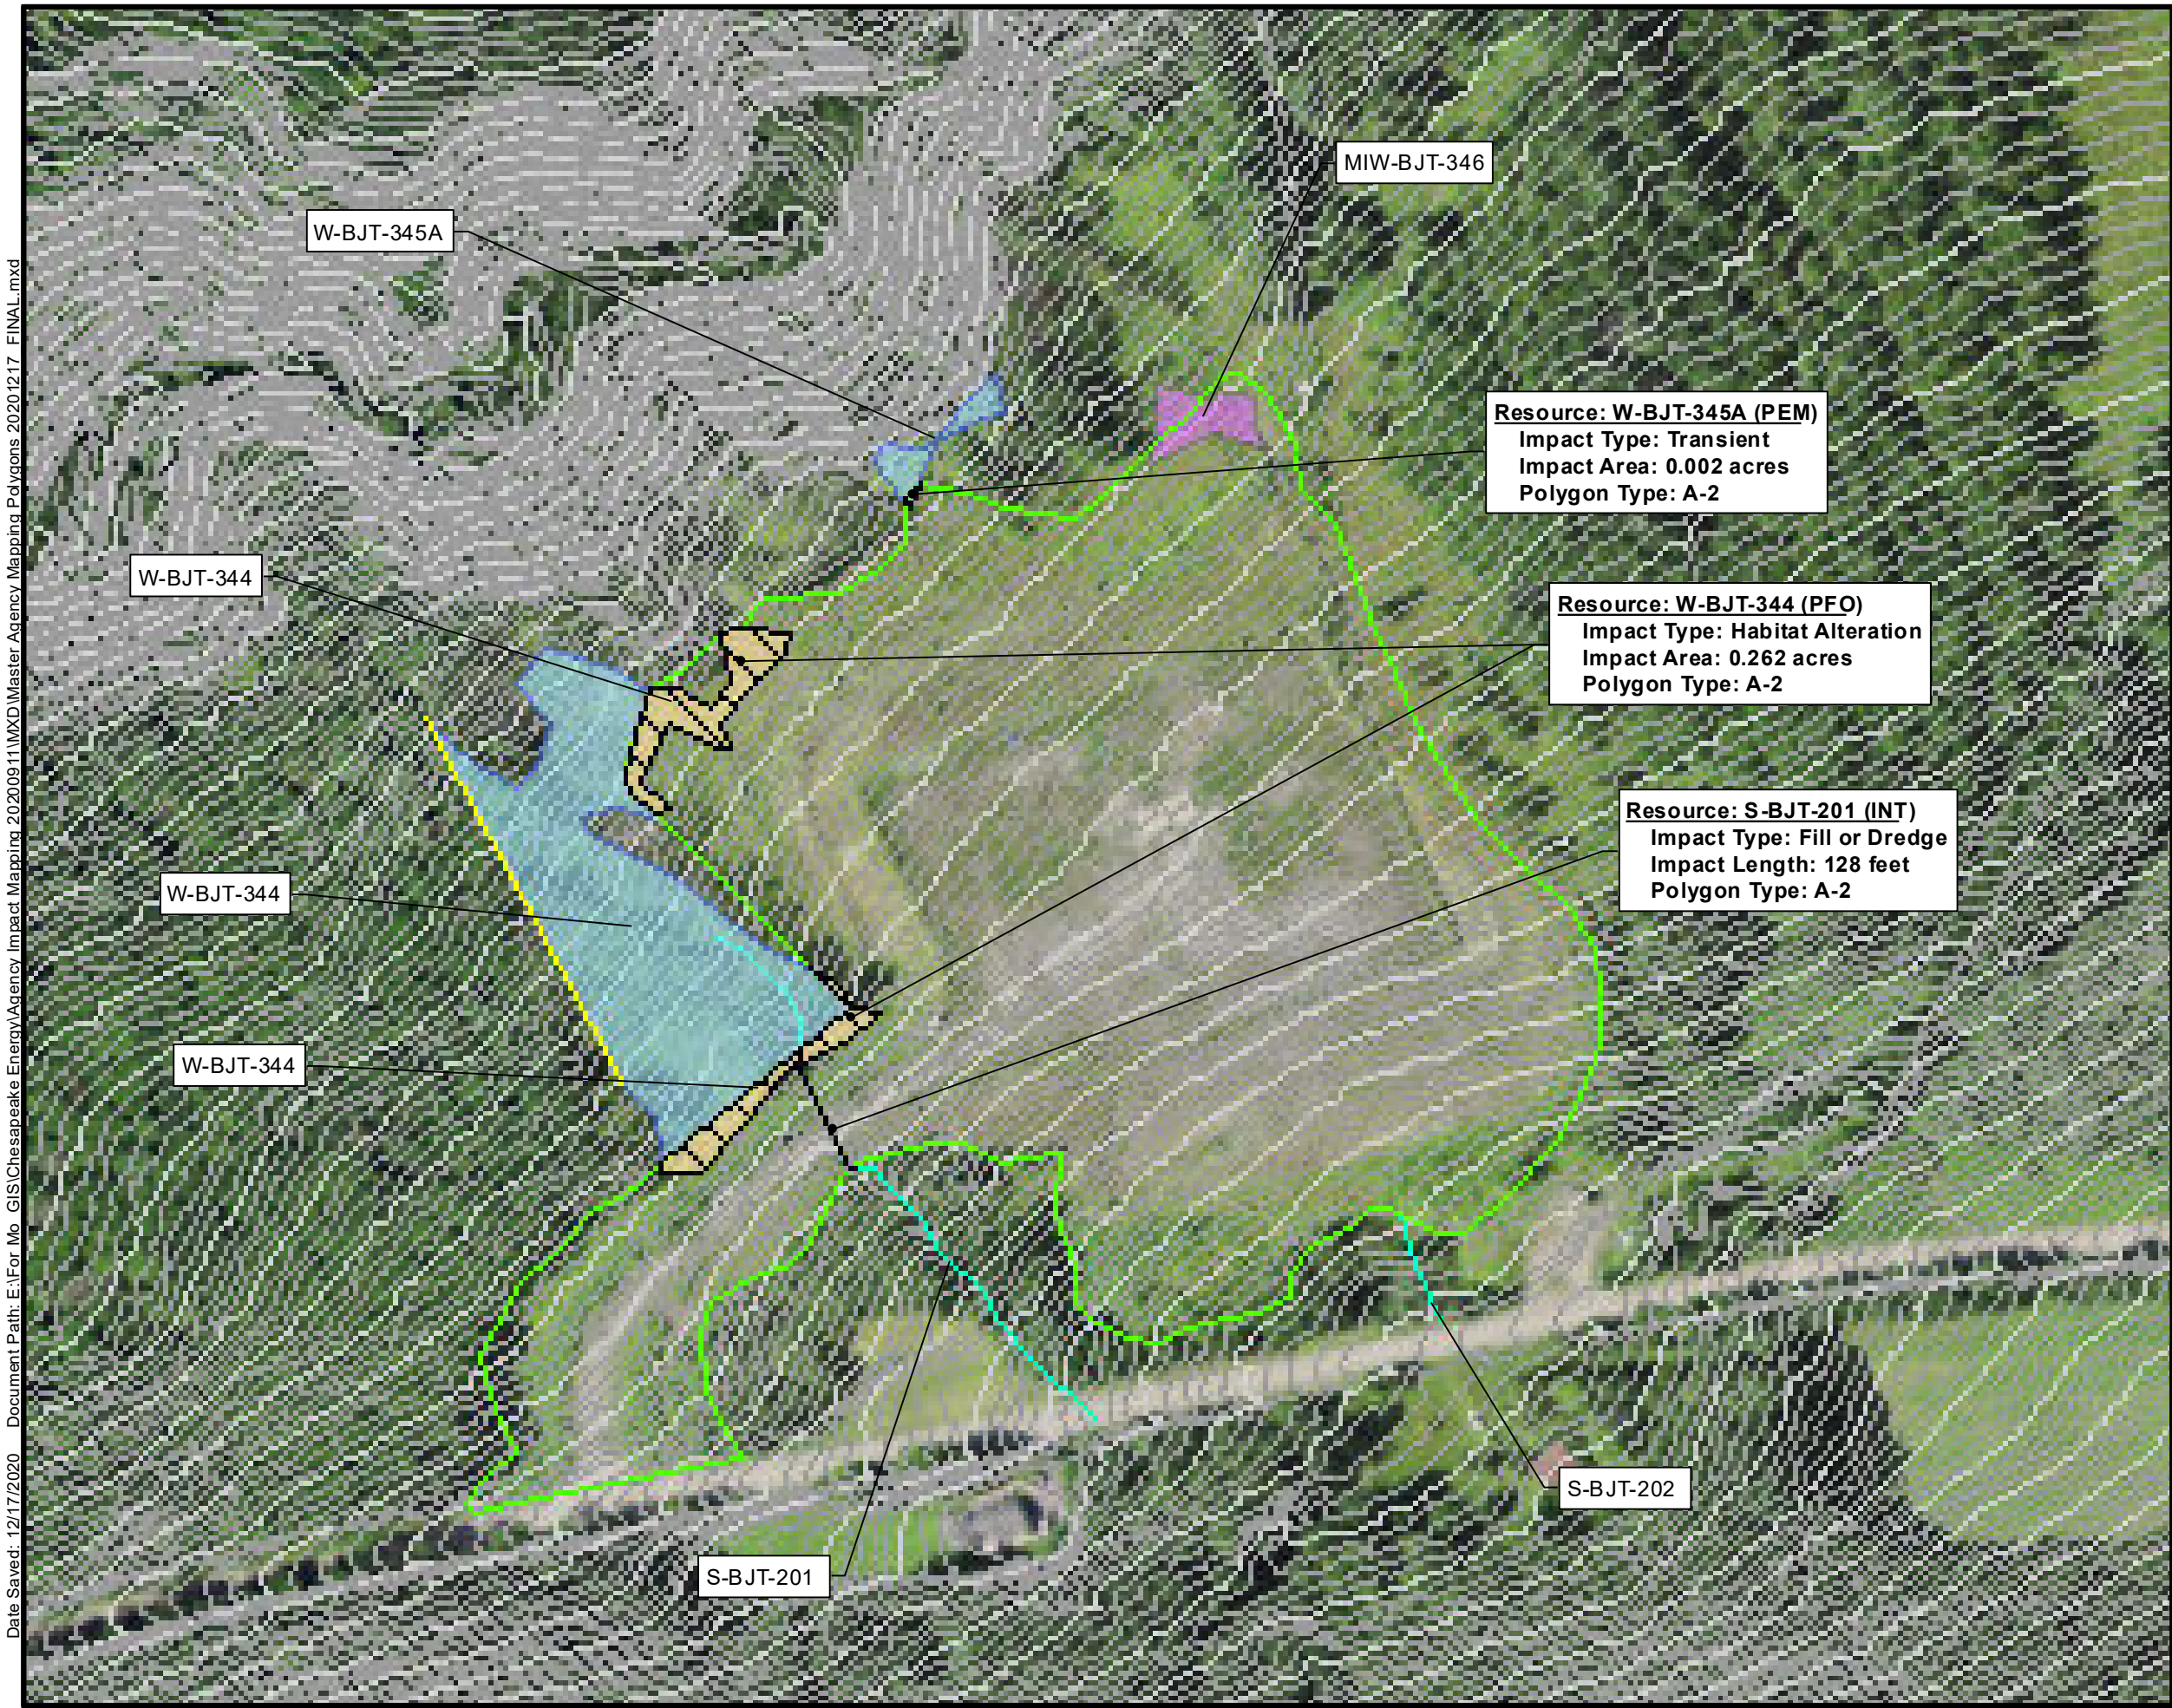 MIW-BJT-346
W-BJT-345A
Resource: W-BJT-345A (PEM)
Impact Type: Transient
Impact Area: 0.002 acres
Polygon Type: A-2
W-BJT-344
Resource: W-BJT-344 (PFO)
Impact Type: Habitat Alteration
Impact Area: 0.262 acres
Polygon Type: A-2
Resource: S-BJT-201 (INT)
Impact Type: Fill or Dredge
Impact Length: 128 feet
Polygon Type: A-2
W-BJT-344
W-BJT-344
S-BJT-202
S-BJT-201
Date Saved: 12/17/2020 Document Path: E:\For Mo GIS\Chesapeake Energy\Agency Impact Mapping 20200911\MXD\Master Agency Mapping Polygons 20201217 FINAL.mxd